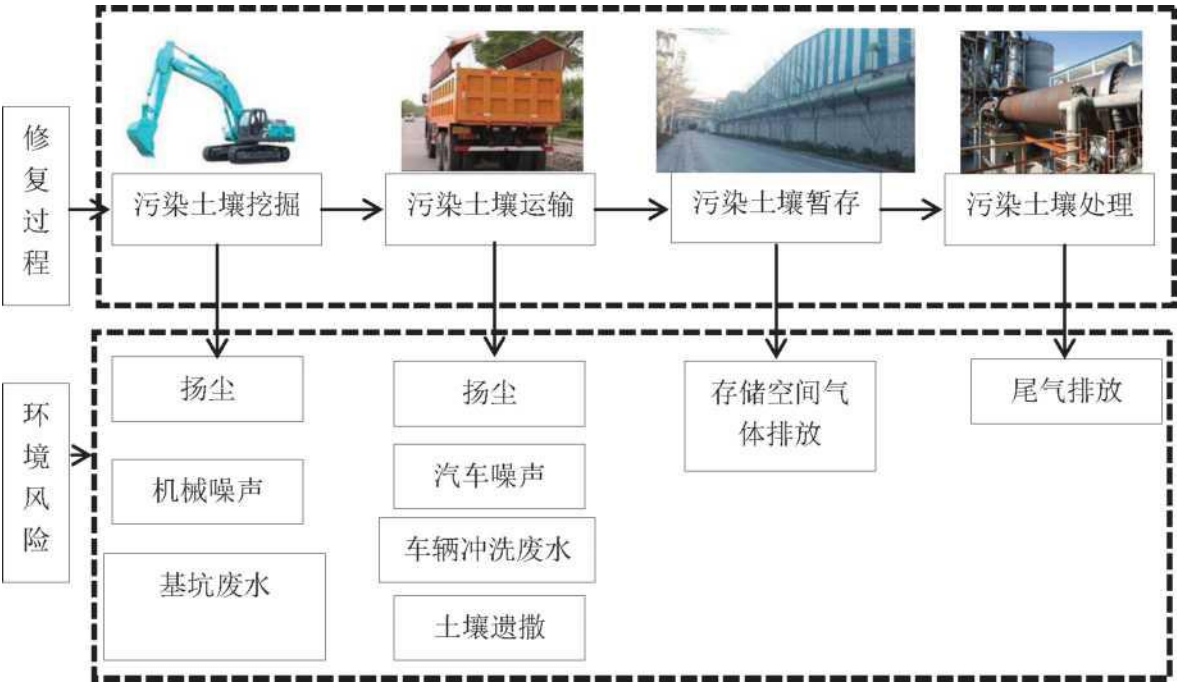 修复过程
污染土壤挖掘
污染土壤运输
污染土壤暂存
污染土壤处理
环境风险
扬尘
机械噪声
基坑废水
扬尘
汽车噪声
车辆冲洗废水
土壤遗撒
存储空间气
体排放
尾气排放